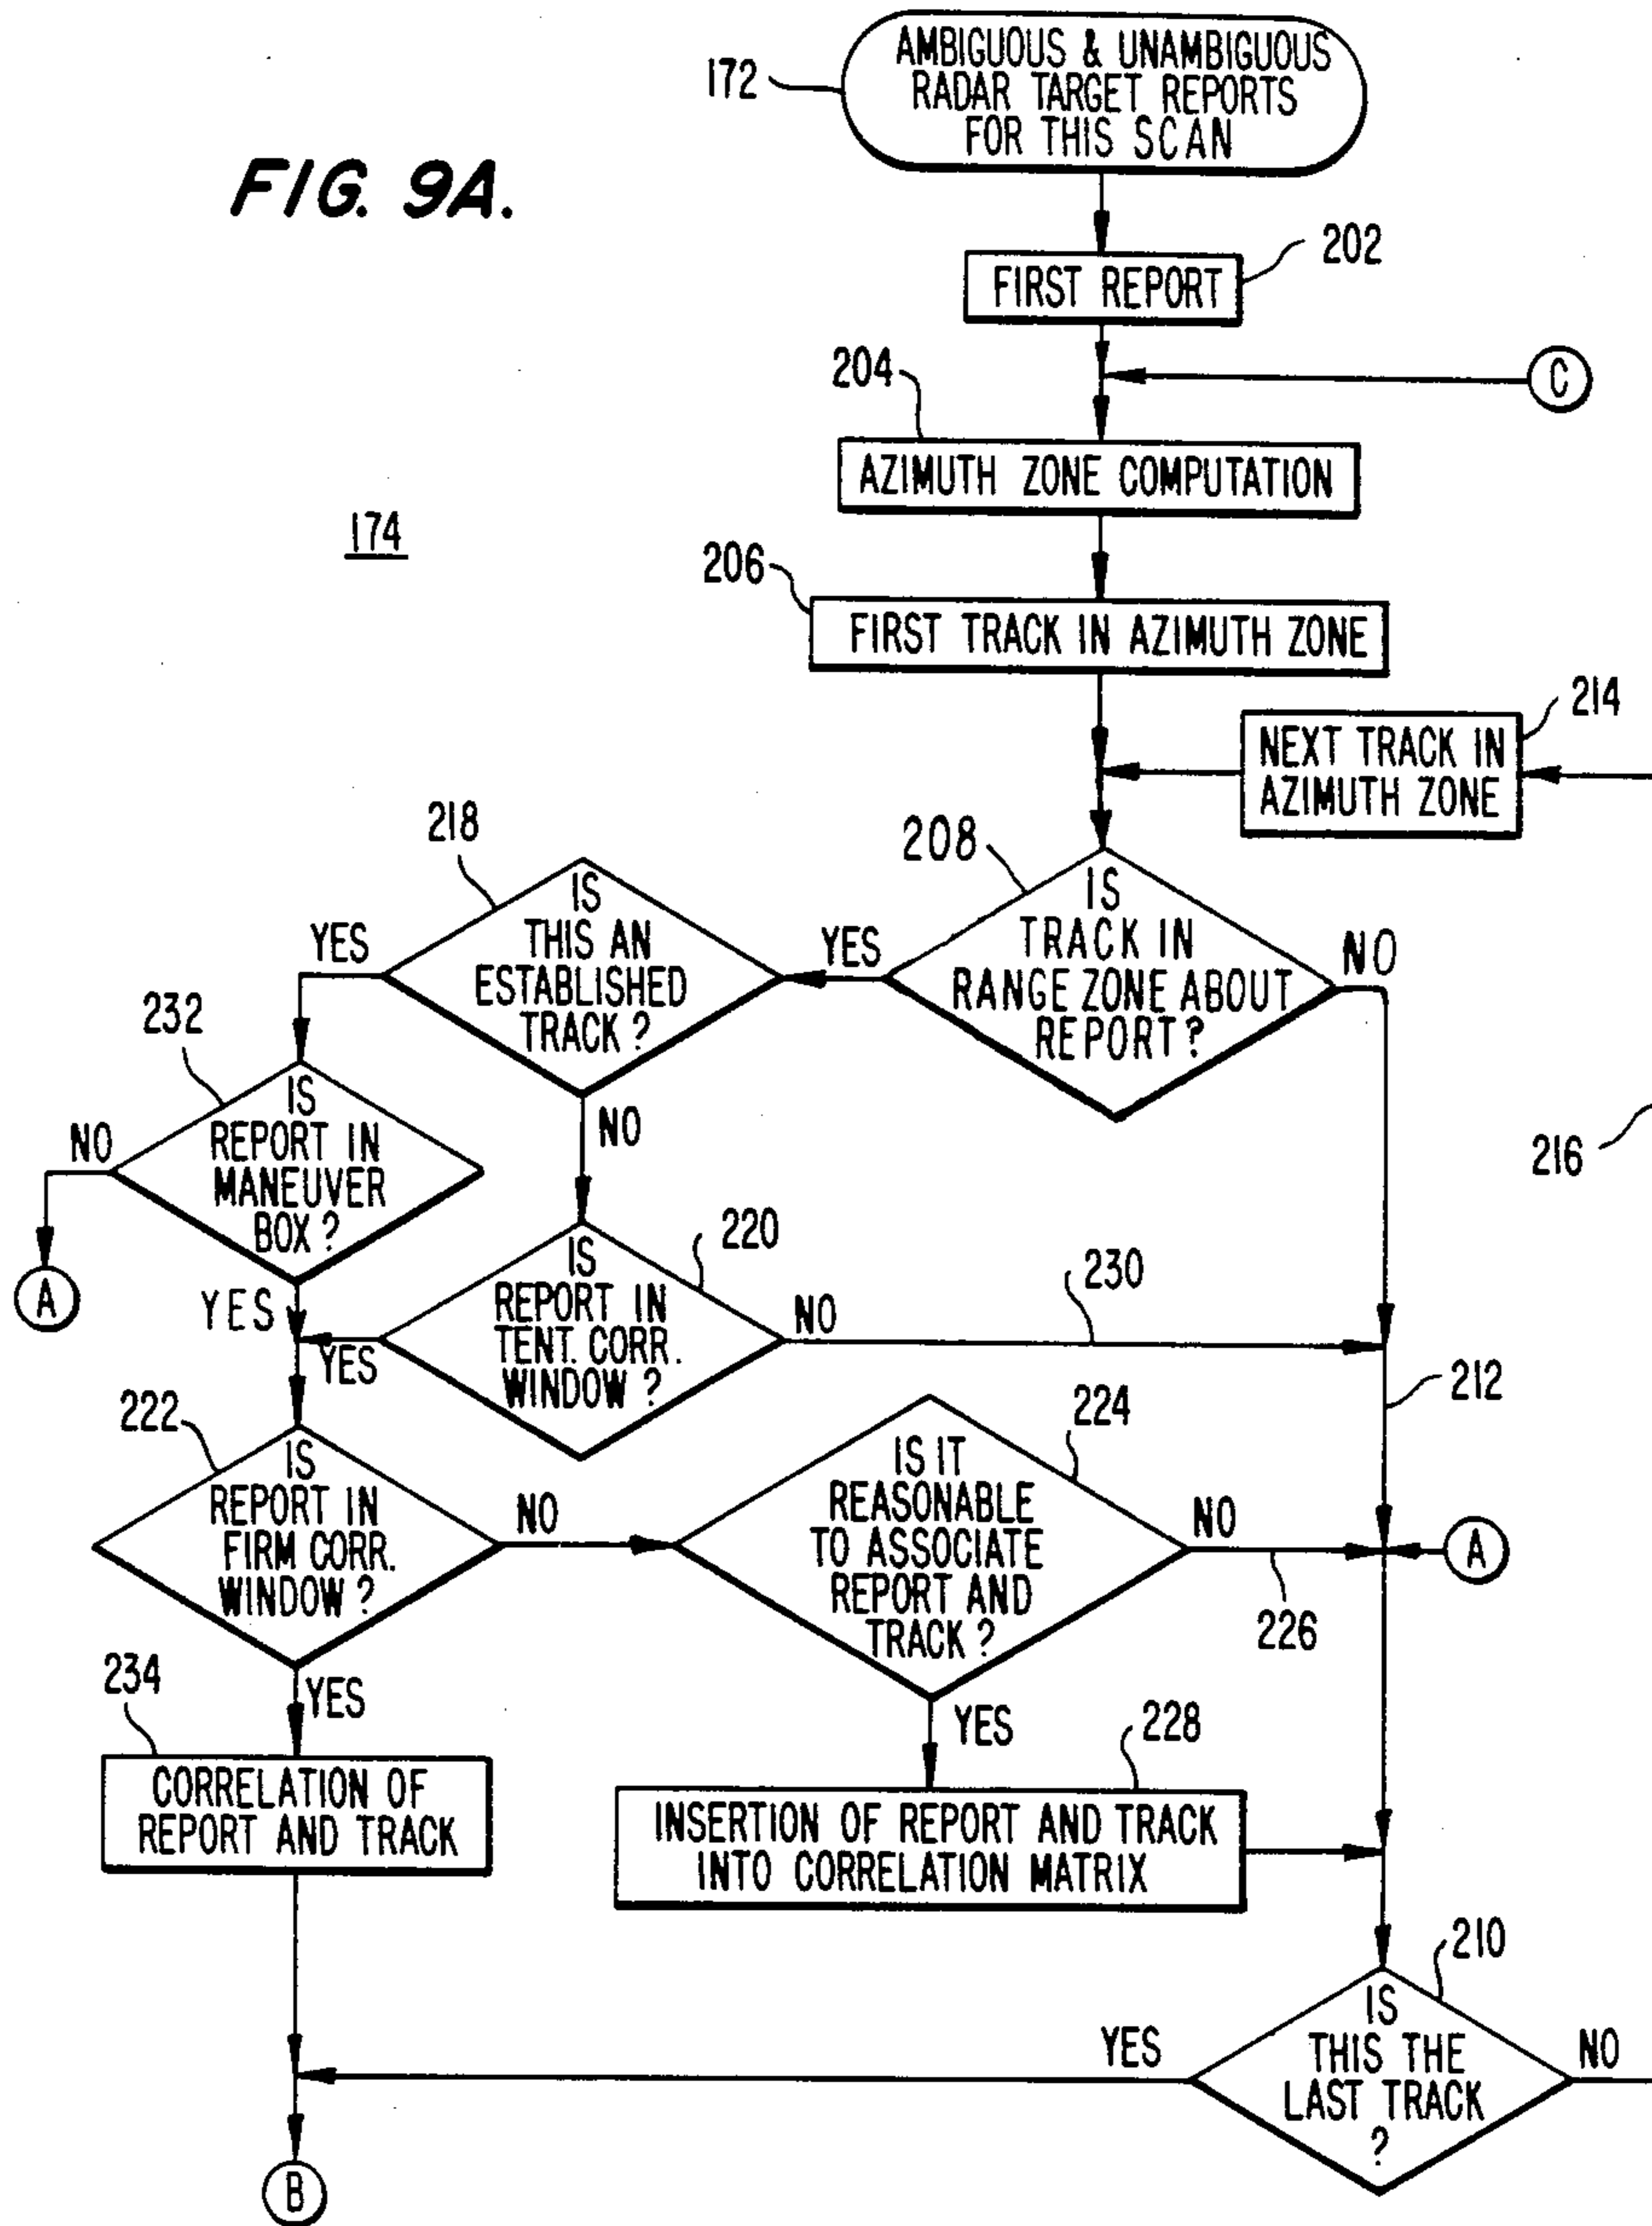 FIG. 9A.
172
AMBIGUOUS & UNAMBIGUOUS
RADAR TARGET REPORTS
FOR THIS SCAN
202
FIRST REPORT
C
204
AZIMUTH ZONE COMPUTATION
174
206
FIRST TRACK IN AZIMUTH ZONE
214
NEXT TRACK IN
AZIMUTH ZONE
208
IS
TRACK IN
RANGE ZONE ABOUT
REPORT?
YES
NO
218
IS
THIS AN
ESTABLISHED
TRACK?
YES
NO
216
232
IS
REPORT IN
MANEUVER
BOX?
NO
A
YES
220
IS
REPORT IN
TENT. CORR.
WINDOW?
YES
NO
230
212
222
IS
REPORT IN
FIRM CORR.
WINDOW?
NO
YES
224
IS IT
REASONABLE
TO ASSOCIATE
REPORT AND
TRACK?
NO
226
A
YES
234
CORRELATION OF
REPORT AND TRACK
228
INSERTION OF REPORT AND TRACK
INTO CORRELATION MATRIX
210
IS
THIS THE
LAST TRACK
?
YES
NO
B